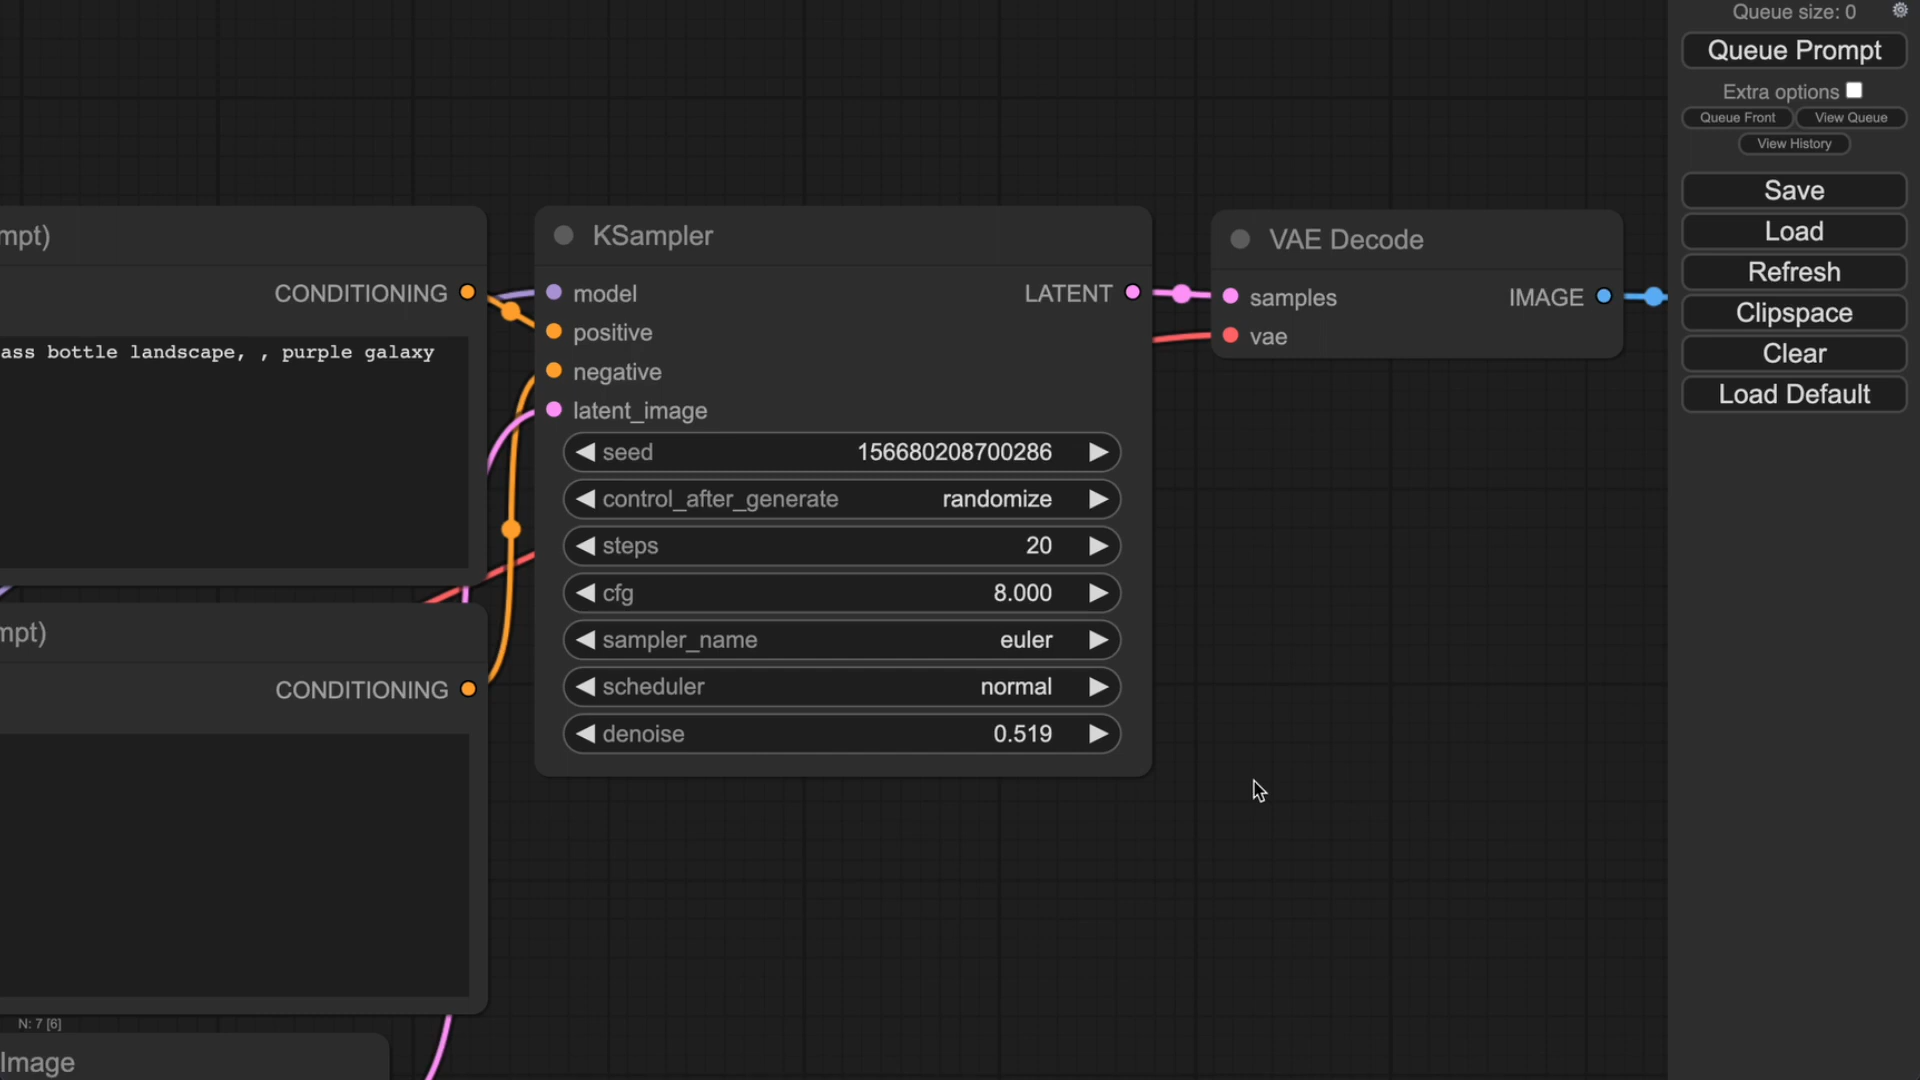 Queue size: 0
Queue Prompt
Extra options
Queue Front
View Queue
View History
Save
Load
Refresh
Clipspace
Clear
Load Default
mpt)
CONDITIONING
ass bottle landscape, , purple galaxy
mpt)
CONDITIONING
N: 7 [6]
Image
KSampler
model
LATENT
positive
negative
latent_image
seed 156680208700286
control_after_generate randomize
steps 20
cfg 8.000
sampler_name euler
scheduler normal
denoise 0.519
VAE Decode
samples
IMAGE
vae